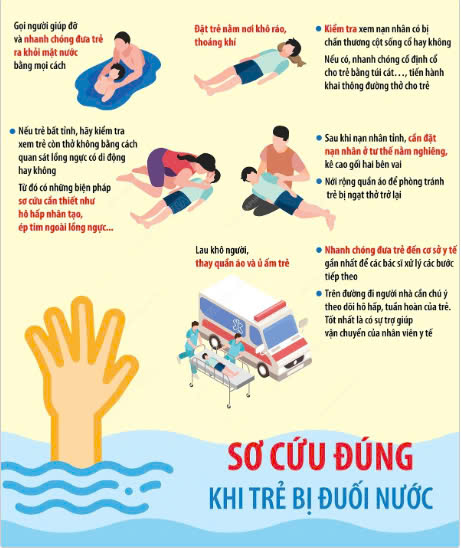 Gọi người giúp đỡ
và nhanh chóng đưa trẻ
ra khỏi mặt nước
bằng mọi cách
Đặt trẻ nằm nơi khô ráo,
thoáng khí
Kiểm tra xem nạn nhân có bị
chấn thương cột sống cổ hay không
Nếu có, nhanh chóng cố định cổ
cho trẻ bằng túi cát…, tiến hành
khai thông đường thở cho trẻ
Nếu trẻ bất tỉnh, hãy kiểm tra
xem trẻ còn thở không bằng cách
quan sát lồng ngực có di động
hay không
Từ đó có những biện pháp
sơ cứu cần thiết như
hô hấp nhân tạo,
ép tim ngoài lồng ngực...
Sau khi nạn nhân tỉnh, cần đặt
nạn nhân ở tư thế nằm nghiêng,
kê cao gối hai bên vai
Nới rộng quần áo để phòng tránh
trẻ bị ngạt thở trở lại
Lau khô người,
thay quần áo và ủ ấm trẻ
Nhanh chóng đưa trẻ đến cơ sở y tế
gần nhất để các bác sĩ xử lý các bước
tiếp theo
Trên đường đi người nhà cần chú ý
theo dõi hô hấp, tuần hoàn của trẻ.
Tốt nhất là có sự trợ giúp
vận chuyển của nhân viên y tế
SƠ CỨU ĐÚNG
KHI TRẺ BỊ ĐUỐI NƯỚC